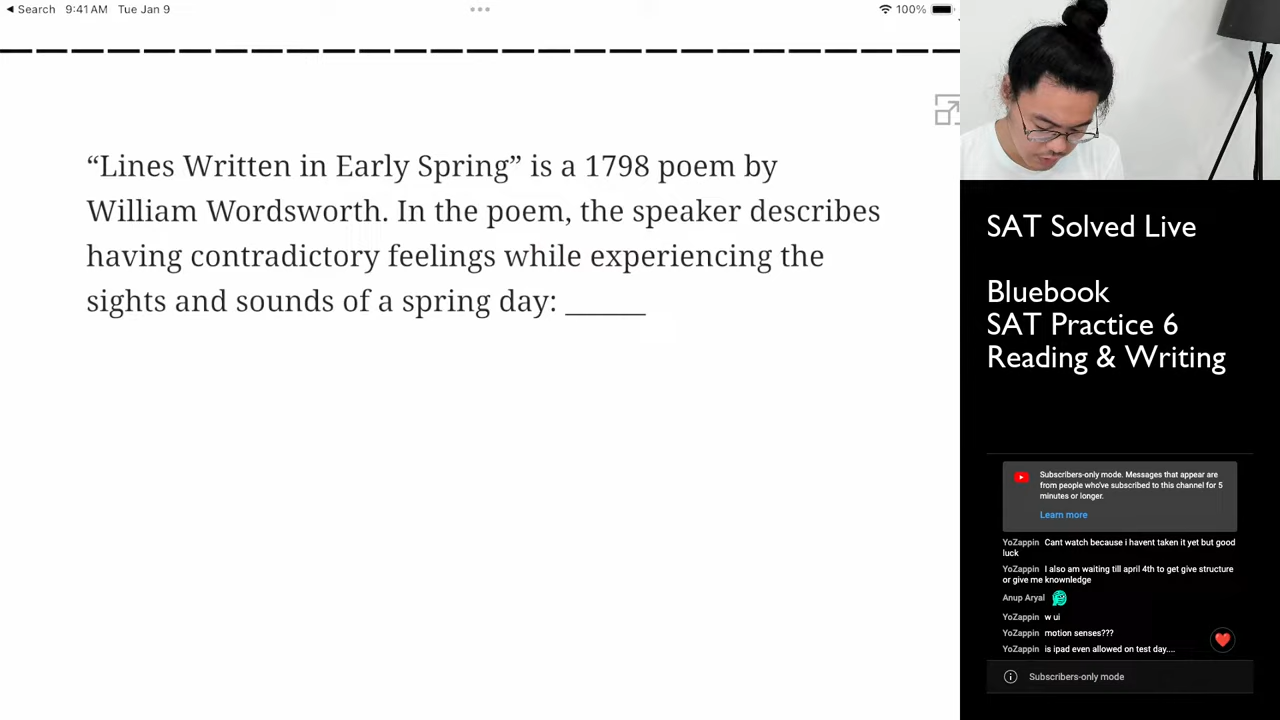 Search 9:41 AM Tue Jan 9
100%
“Lines Written in Early Spring” is a 1798 poem by
William Wordsworth. In the poem, the speaker describes
having contradictory feelings while experiencing the
sights and sounds of a spring day: ______
SAT Solved Live
Bluebook
SAT Practice 6
Reading & Writing
Subscribers-only mode. Messages that appear are
from people who've subscribed to this channel for 5
minutes or longer.
Learn more
YoZappin Cant watch because i havent taken it yet but good
luck
YoZappin I also am waiting till april 4th to get give structure
or give me knownledge
Anup Aryal
YoZappin w ui
YoZappin motion senses???
YoZappin is ipad even allowed on test day....
Subscribers-only mode